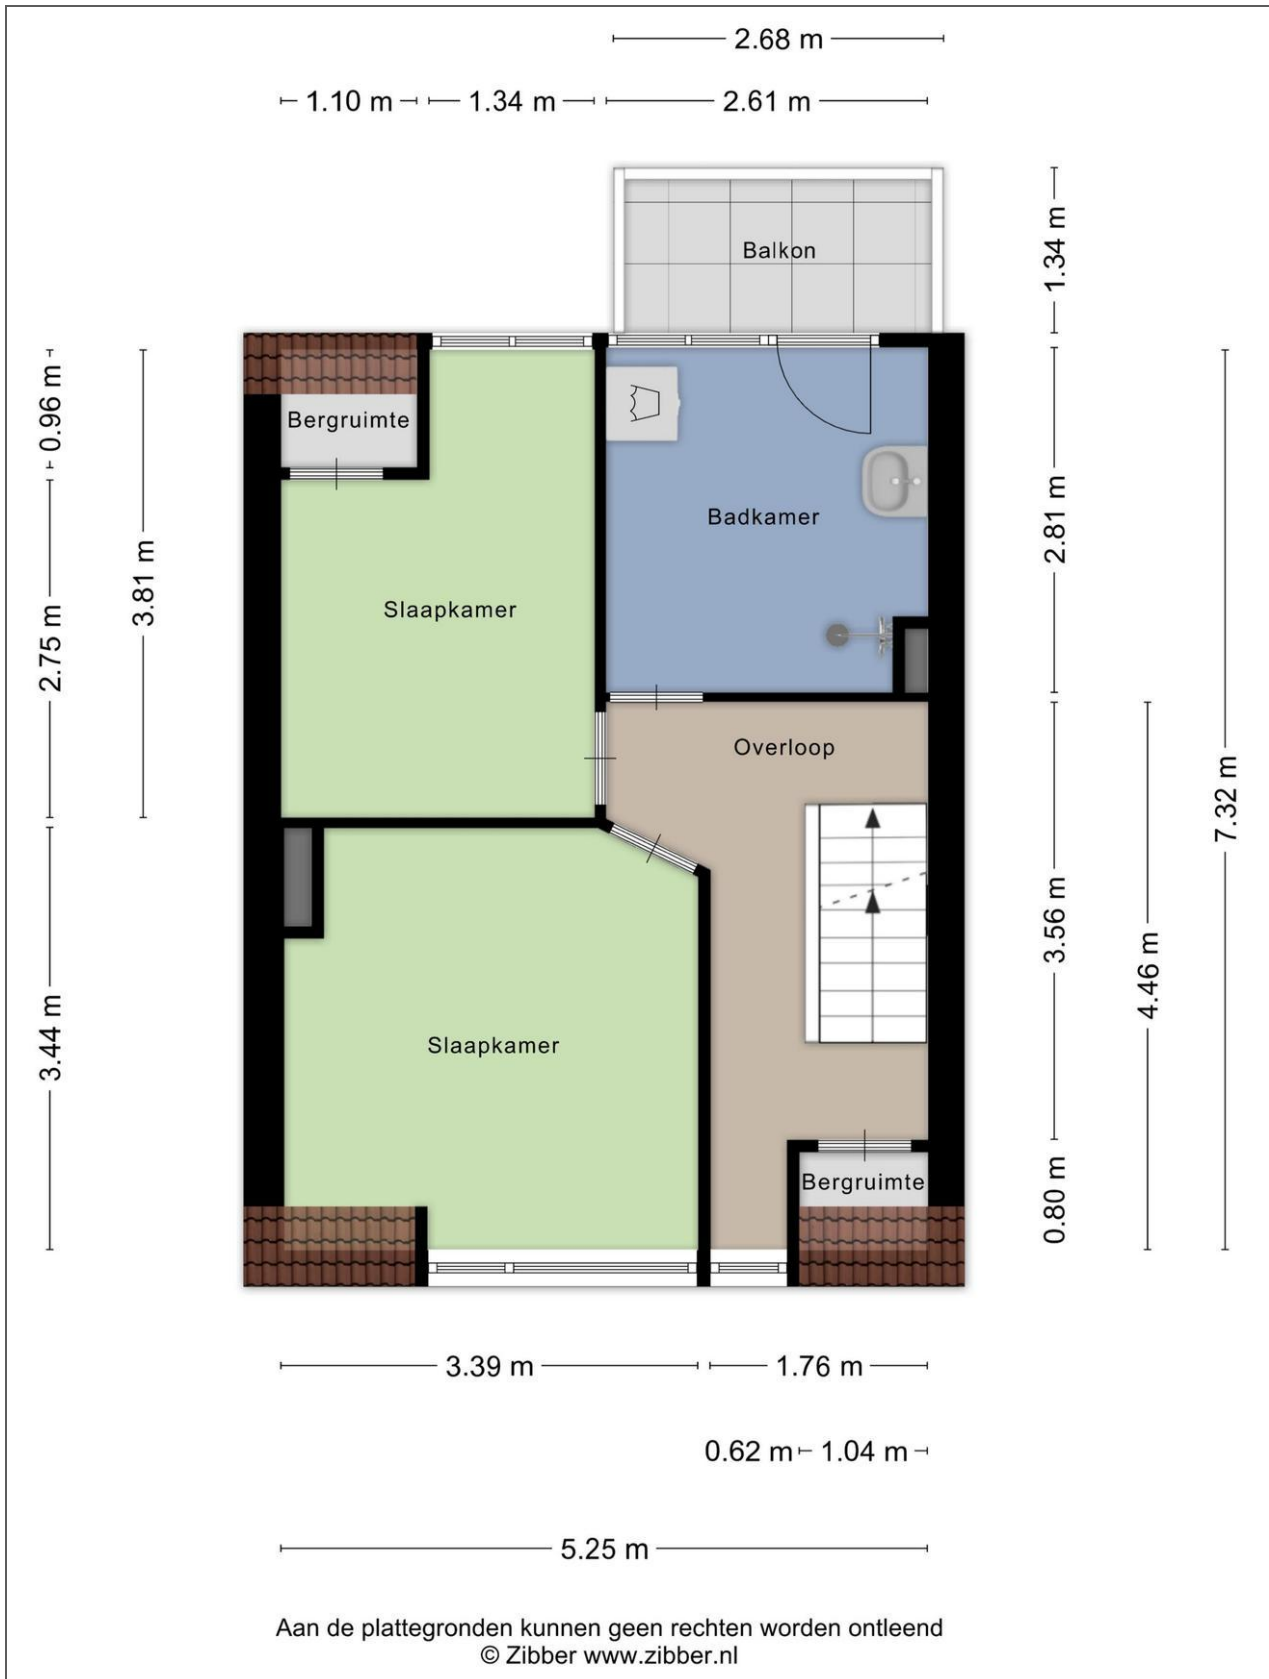 2.68 m
1.10 m
1.34 m
2.61 m
Balkon
1.34 m
0.96 m
Bergruimte
3.81 m
2.81 m
Badkamer
Slaapkamer
2.75 m
Overloop
7.32 m
3.56 m
4.46 m
3.44 m
Slaapkamer
Bergruimte
0.80 m
3.39 m
1.76 m
0.62 m
1.04 m
5.25 m
Aan de plattegronden kunnen geen rechten worden ontleend
© Zibber www.zibber.nl